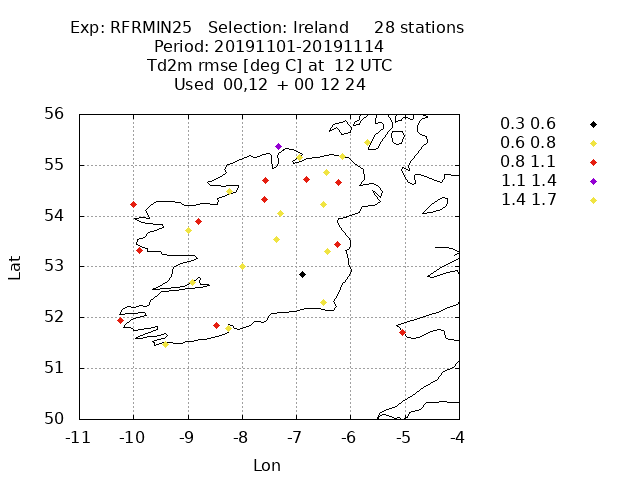 Exp: RFRMIN25 Selection: Ireland 28 stations
Period: 20191101-20191114
Td2m rmse [deg C] at 12 UTC
Used 00,12 + 00 12 24
0.3 0.6
0.6 0.8
0.8 1.1
1.1 1.4
1.4 1.7
56
55
54
53
52
51
50
Lat
-11 -10 -9 -8 -7 -6 -5 -4
Lon